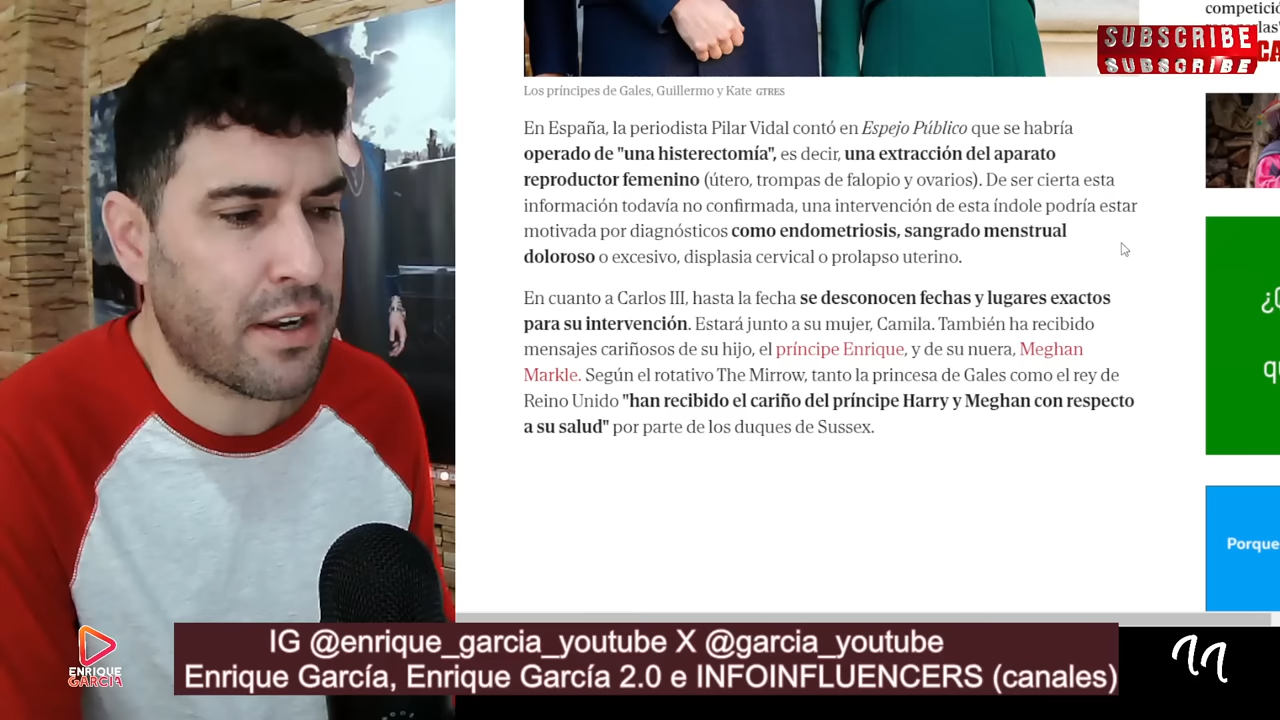 competició
SUBSCRIBE
SUBSCRIBE
Los príncipes de Gales, Guillermo y Kate GTRES
En España, la periodista Pilar Vidal contó en Espejo Público que se habría
operado de "una histerectomía", es decir, una extracción del aparato
reproductor femenino (útero, trompas de falopio y ovarios). De ser cierta esta
información todavía no confirmada, una intervención de esta índole podría estar
motivada por diagnósticos como endometriosis, sangrado menstrual
doloroso o excesivo, displasia cervical o prolapso uterino.
En cuanto a Carlos III, hasta la fecha se desconocen fechas y lugares exactos
para su intervención. Estará junto a su mujer, Camila. También ha recibido
mensajes cariñosos de su hijo, el príncipe Enrique, y de su nuera, Meghan
Markle. Según el rotativo The Mirrow, tanto la princesa de Gales como el rey de
Reino Unido "han recibido el cariño del príncipe Harry y Meghan con respecto
a su salud" por parte de los duques de Sussex.
Porque
IG @enrique_garcia_youtube X @garcia_youtube
Enrique García, Enrique García 2.0 e INFOINFLUENCERS (canales)
ENRIQUE
GARCÍA